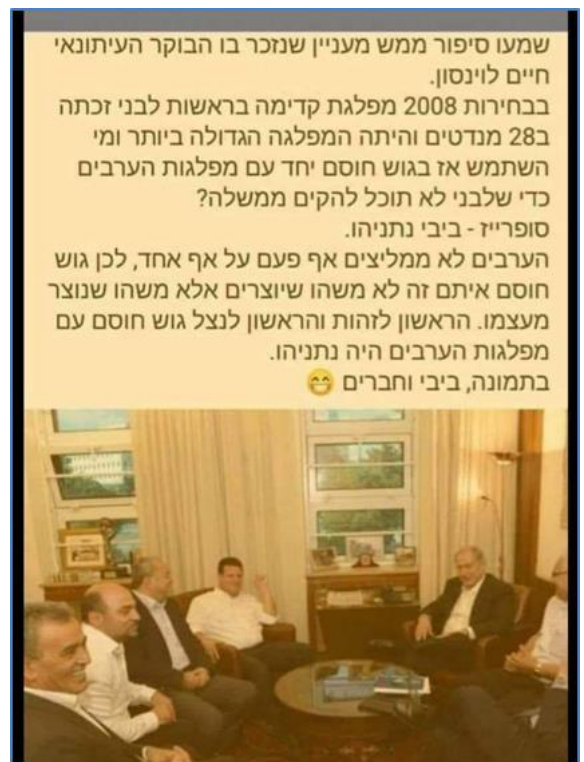 שמעו סיפור ממש מעניין שנזכר בו הבוקר העיתונאי
חיים לוינסון.
בבחירות 2008 מפלגת קדימה בראשות לבני זכתה
ב28 מנדטים והיתה המפלגה הגדולה ביותר ומי
השתמש אז בגוש חוסם יחד עם מפלגות הערבים
כדי שלבני לא תוכל להקים ממשלה?
סופרייז - ביבי נתניהו.
הערבים לא ממליצים אף פעם על אף אחד, לכן גוש
חוסם איתם זה לא משהו שיוצרים אלא משהו שנוצר
מעצמו. הראשון לזהות והראשון לנצל גוש חוסם עם
מפלגות הערבים היה נתניהו.
בתמונה, ביבי וחברים 😁